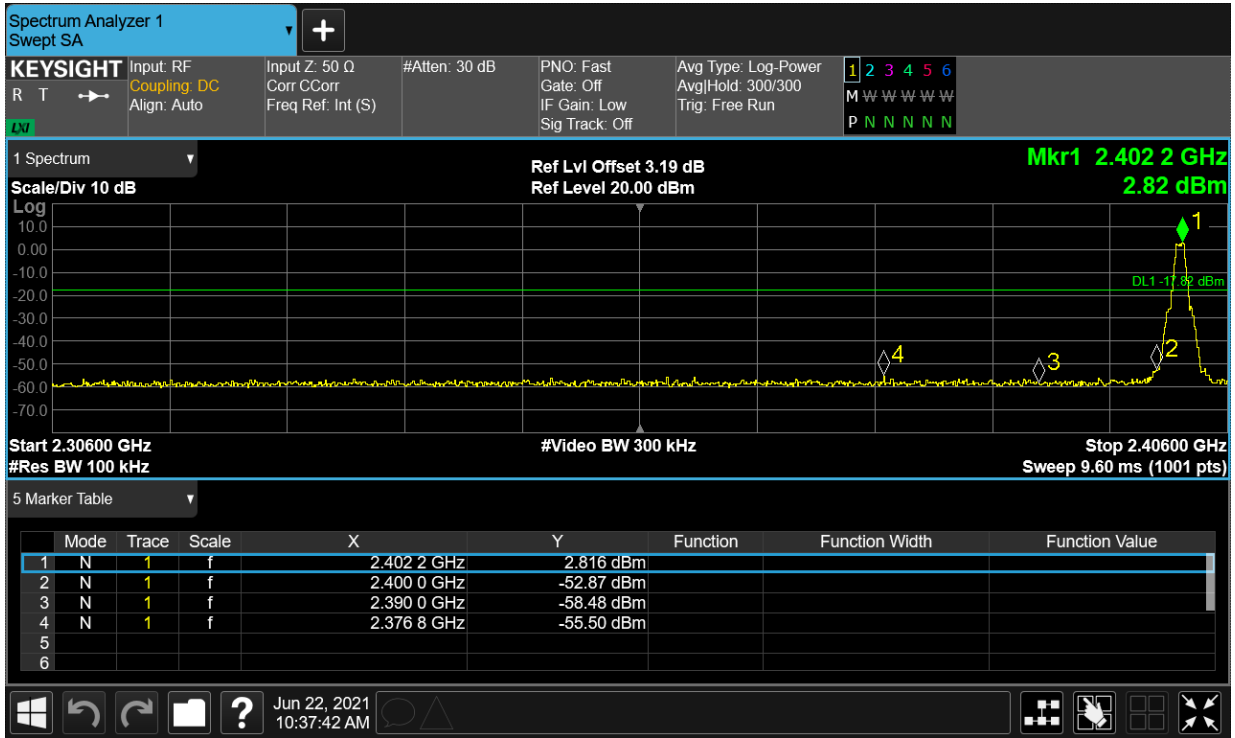 Spectrum Analyzer 1
Swept SA
KEYSIGHT
R T
LXI
Input: RF
Coupling: DC
Align: Auto
Input Z: 50 Ω
Corr CCorr
Freq Ref: Int (S)
#Atten: 30 dB
PNO: Fast
Gate: Off
IF Gain: Low
Sig Track: Off
Avg Type: Log-Power
Avg|Hold: 300/300
Trig: Free Run
1 2 3 4 5 6
M W W W W W
P N N N N N
1 Spectrum
Scale/Div 10 dB
Ref Lvl Offset 3.19 dB
Ref Level 20.00 dBm
Mkr1 2.402 2 GHz
2.82 dBm
Log
10.0
0.00
-10.0
-20.0
-30.0
-40.0
-50.0
-60.0
-70.0
1
DL1 -17.82 dBm
2
3
4
Start 2.30600 GHz
#Res BW 100 kHz
#Video BW 300 kHz
Stop 2.40600 GHz
Sweep 9.60 ms (1001 pts)
5 Marker Table
Mode Trace Scale X Y Function Function Width Function Value
1 N 1 f 2.402 2 GHz 2.816 dBm
2 N 1 f 2.400 0 GHz -52.87 dBm
3 N 1 f 2.390 0 GHz -58.48 dBm
4 N 1 f 2.376 8 GHz -55.50 dBm
5
6
?
Jun 22, 2021
10:37:42 AM